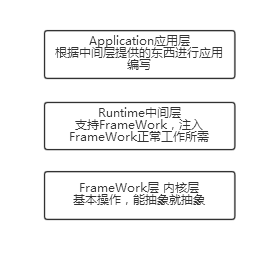 Application应用层
根据中间层提供的东西进行应用
编写
Runtime中间层
支持FrameWork，注入
FrameWork正常工作所需
FrameWork层 内核层
基本操作，能抽象就抽象